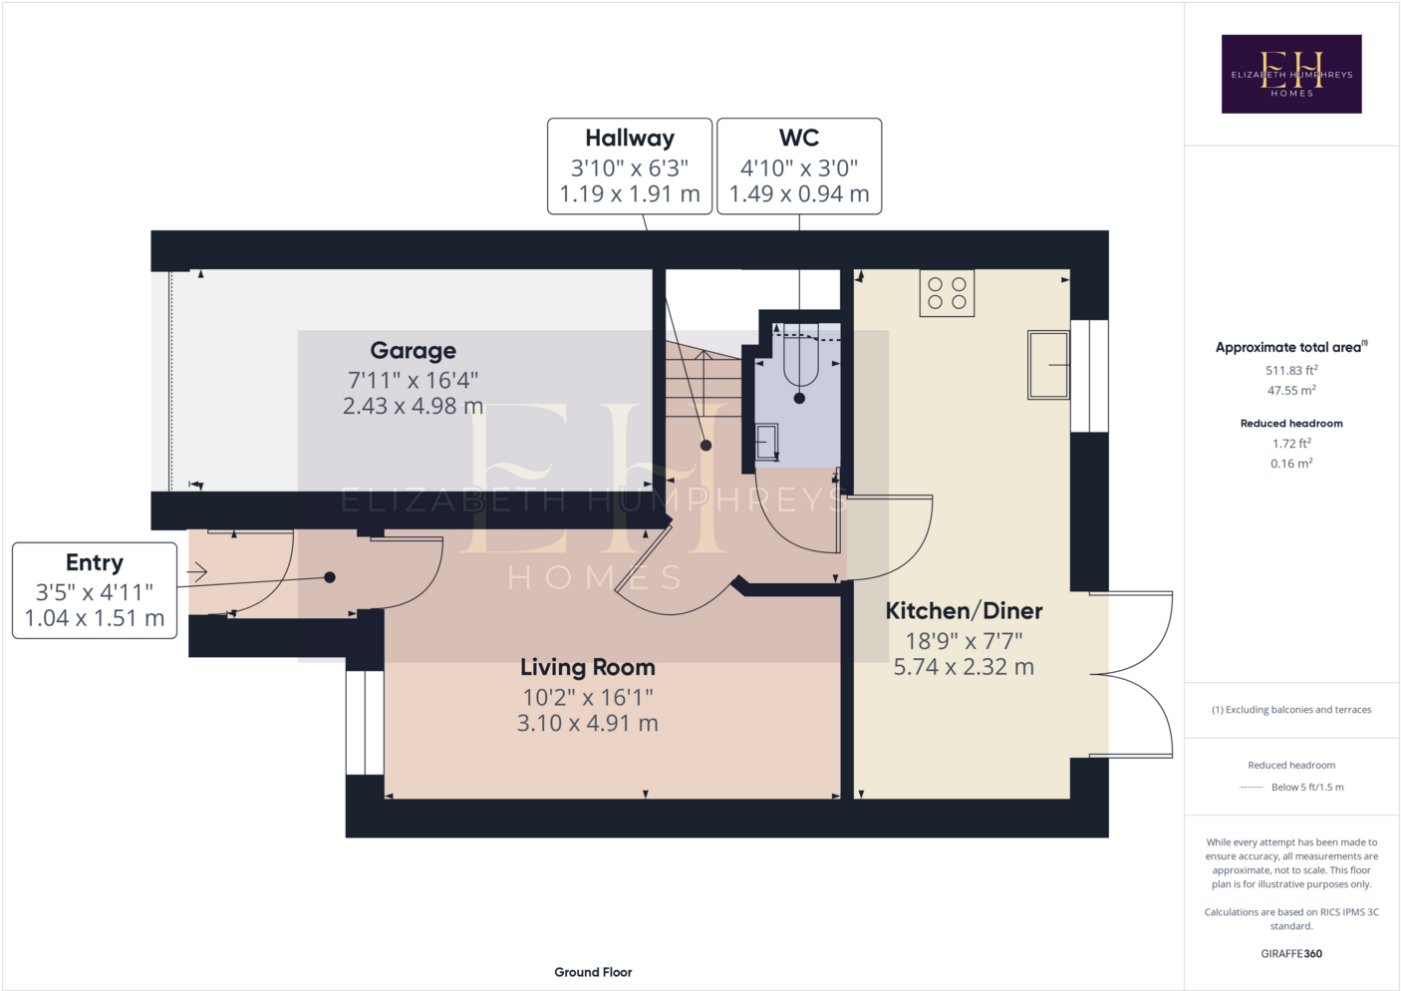 EH
ELIZABETH HUMPHREYS
HOMES
Hallway
3'10" x 6'3"
1.19 x 1.91 m
WC
4'10" x 3'0"
1.49 x 0.94 m
Garage
7'11" x 16'4"
2.43 x 4.98 m
EH
ELIZABETH HUMPHREYS
HOMES
Entry
3'5" x 4'11"
1.04 x 1.51 m
Kitchen/Diner
18'9" x 7'7"
5.74 x 2.32 m
Living Room
10'2" x 16'1"
3.10 x 4.91 m
Ground Floor
Approximate total area(1)
511.83 ft²
47.55 m²
Reduced headroom
1.72 ft²
0.16 m²
(1) Excluding balconies and terraces
Reduced headroom
Below 5 ft/1.5 m
While every attempt has been made to
ensure accuracy, all measurements are
approximate, not to scale. This floor
plan is for illustrative purposes only.
Calculations are based on RICS IPMS 3C
standard.
GIRAFFE360